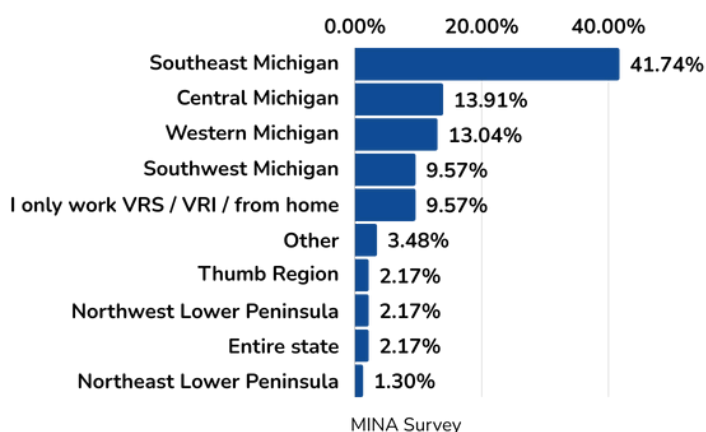 0.00% 20.00% 40.00%
Southeast Michigan 41.74%
Central Michigan 13.91%
Western Michigan 13.04%
Southwest Michigan 9.57%
I only work VRS / VRI / from home 9.57%
Other 3.48%
Thumb Region 2.17%
Northwest Lower Peninsula 2.17%
Entire state 2.17%
Northeast Lower Peninsula 1.30%
MINA Survey